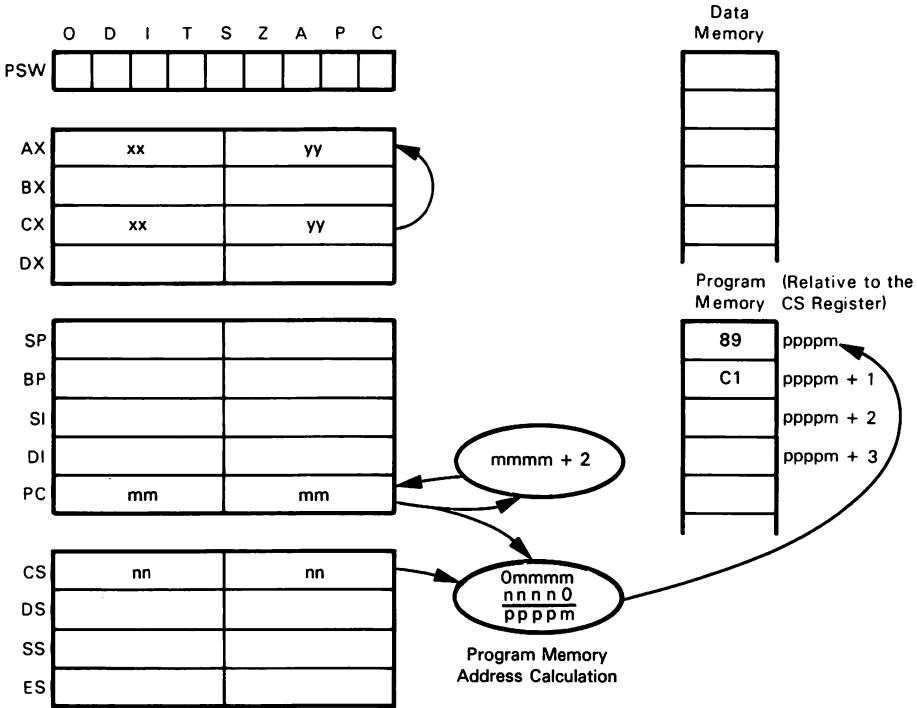 O D I T S Z A P C
PSW
AX xx yy
BX
CX xx yy
DX
SP
BP
SI
DI
PC mm mm
mmmm + 2
CS nn nn
DS
SS
ES
0mmmm
nnnn0
ppppm
Program Memory
Address Calculation
Data
Memory
Program
Memory
(Relative to the
CS Register)
89 ppppm
C1 ppppm + 1
ppppm + 2
ppppm + 3